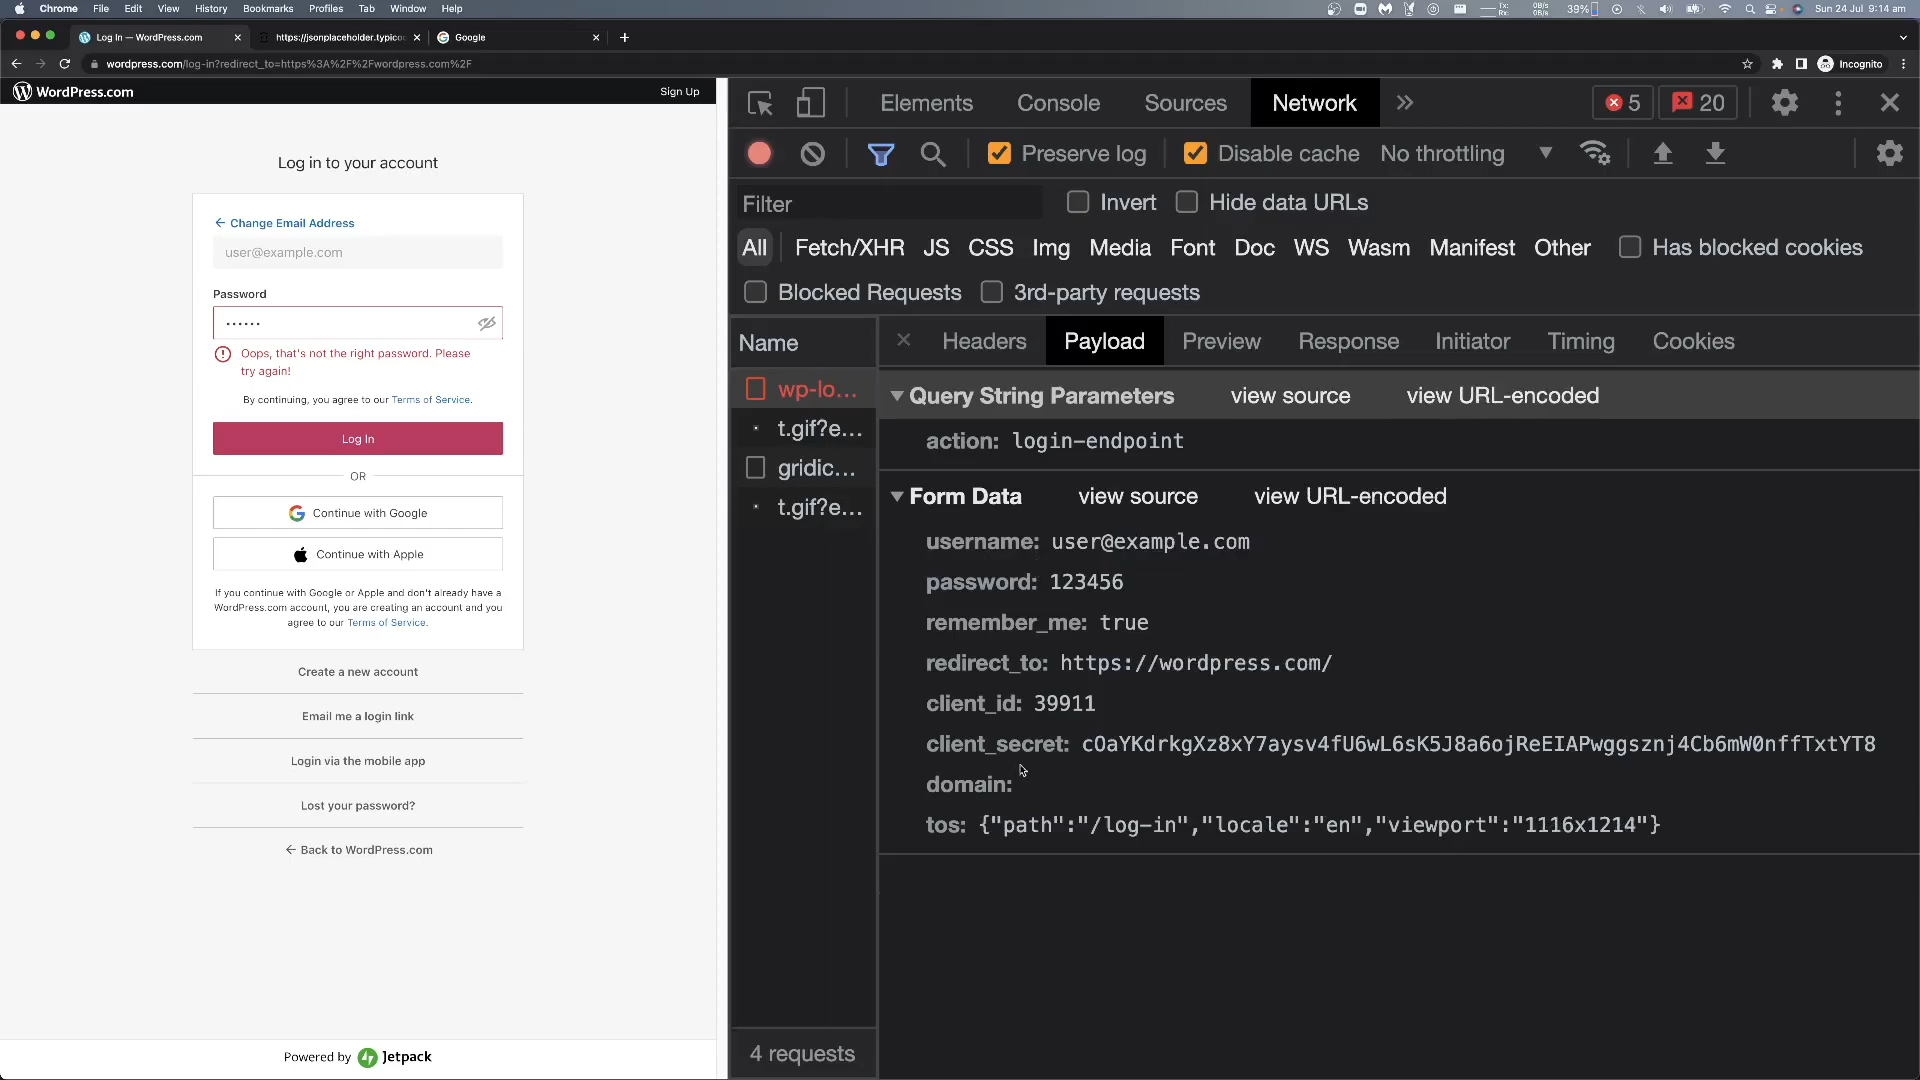 Chrome File Edit View History Bookmarks Profiles Tab Window Help 39% Sun 24 Jul 9:14 am
Log In — WordPress.com https://jsonplaceholder.typico Google
wordpress.com/log-in?redirect_to=https%3A%2F%2Fwordpress.com%2F Incognito
WordPress.com Sign Up
Log in to your account
← Change Email Address
user@example.com
Password
······
Oops, that's not the right password. Please
try again!
By continuing, you agree to our Terms of Service.
Log In
OR
Continue with Google
Continue with Apple
If you continue with Google or Apple and don't already have a
WordPress.com account, you are creating an account and you
agree to our Terms of Service.
Create a new account
Email me a login link
Login via the mobile app
Lost your password?
← Back to WordPress.com
Powered by Jetpack
Elements Console Sources Network 5 20
Preserve log Disable cache No throttling
Filter Invert Hide data URLs
All Fetch/XHR JS CSS Img Media Font Doc WS Wasm Manifest Other Has blocked cookies
Blocked Requests 3rd-party requests
Name
wp-lo...
t.gif?e...
gridic...
t.gif?e...
4 requests
Headers Payload Preview Response Initiator Timing Cookies
Query String Parameters view source view URL-encoded
action: login-endpoint
Form Data view source view URL-encoded
username: user@example.com
password: 123456
remember_me: true
redirect_to: https://wordpress.com/
client_id: 39911
client_secret: cOaYKdrkgXz8xY7aysv4fU6wL6sK5J8a6ojReEIAPwggsznj4Cb6mW0nffTxtYT8
domain:
tos: {"path":"/log-in","locale":"en","viewport":"1116x1214"}